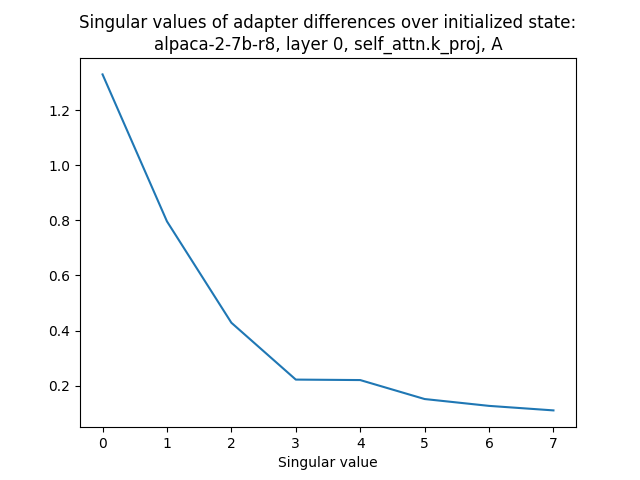 Singular values of adapter differences over initialized state:
alpaca-2-7b-r8, layer 0, self_attn.k_proj, A
1.2
1.0
0.8
0.6
0.4
0.2
0 1 2 3 4 5 6 7
Singular value